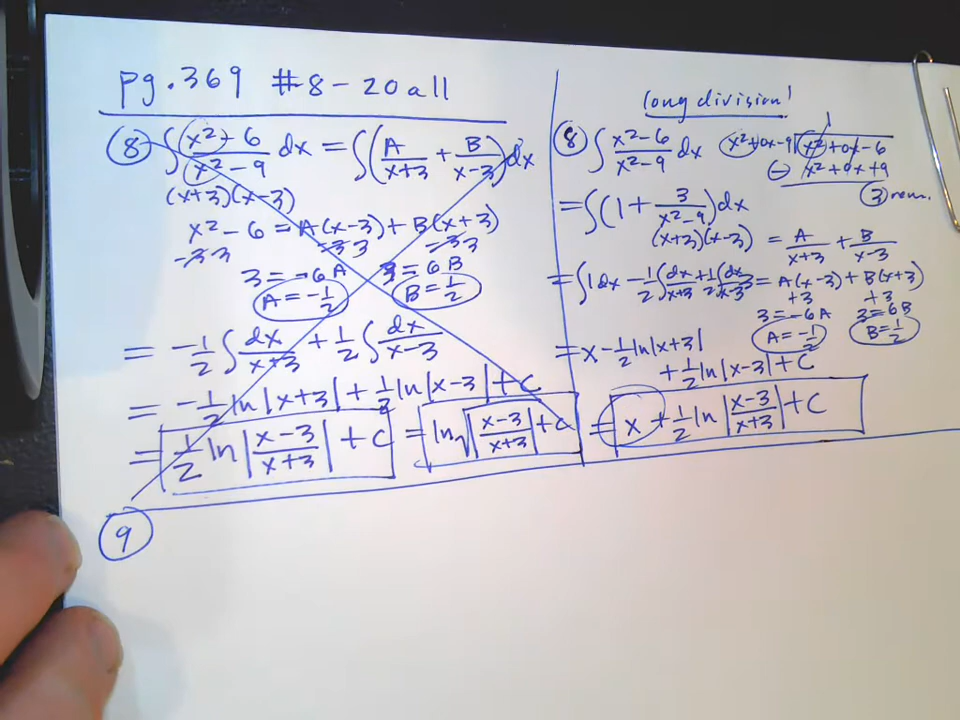 pg. 369 #8-20 all
⑧ ∫ (x²-6)/(x²-9) dx = ∫(A/(x+3) + B/(x-3))dx
(x+3)(x-3)
x²-6 = A(x-3) + B(x+3)
3 = -6A 3 = 6B
A = -1/2 B = 1/2
= -1/2 ∫ dx/(x+3) + 1/2 ∫ dx/(x-3)
= -1/2 ln|x+3| + 1/2 ln|x-3| + C
= 1/2 ln|(x-3)/(x+3)| + C = ln√|(x-3)/(x+3)| + C
long division!
⑧ ∫ (x²-6)/(x²-9) dx
1
x²+0x-9 x²+0x-6
⊖ x²+0x+9
③ rem.
= ∫(1 + 3/(x²-9))dx
(x+3)(x-3) = A/(x+3) + B/(x-3)
= ∫1dx - 1/2 ∫ dx/(x+3) + 1/2 ∫ dx/(x-3)
3 = A(x-3) + B(x+3)
+3 +3
3 = -6A 3 = 6B
A = -1/2 B = 1/2
= x - 1/2 ln|x+3|
+ 1/2 ln|x-3| + C
= x + 1/2 ln|(x-3)/(x+3)| + C
⑨